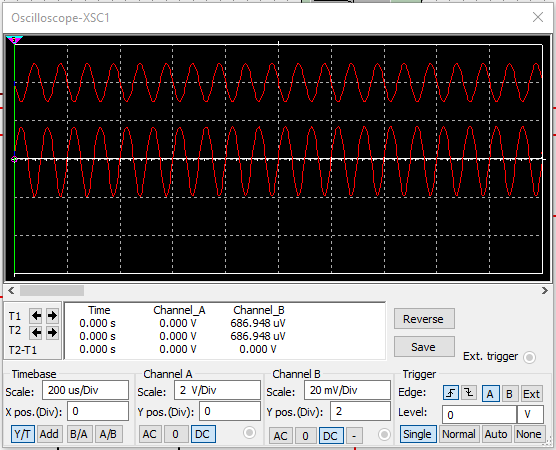 Oscilloscope-XSC1
T1
T2
T2-T1
Time Channel_A Channel_B
0.000 s 0.000 V 686.948 uV
0.000 s 0.000 V 686.948 uV
0.000 s 0.000 V 0.000 V
Reverse
Save
Ext. trigger
Timebase
Scale: 200 us/Div
X pos.(Div): 0
Y/T Add B/A A/B
Channel A
Scale: 2 V/Div
Y pos.(Div): 0
AC 0 DC
Channel B
Scale: 20 mV/Div
Y pos.(Div): 2
AC 0 DC -
Trigger
Edge: A B Ext
Level: 0 V
Single Normal Auto None